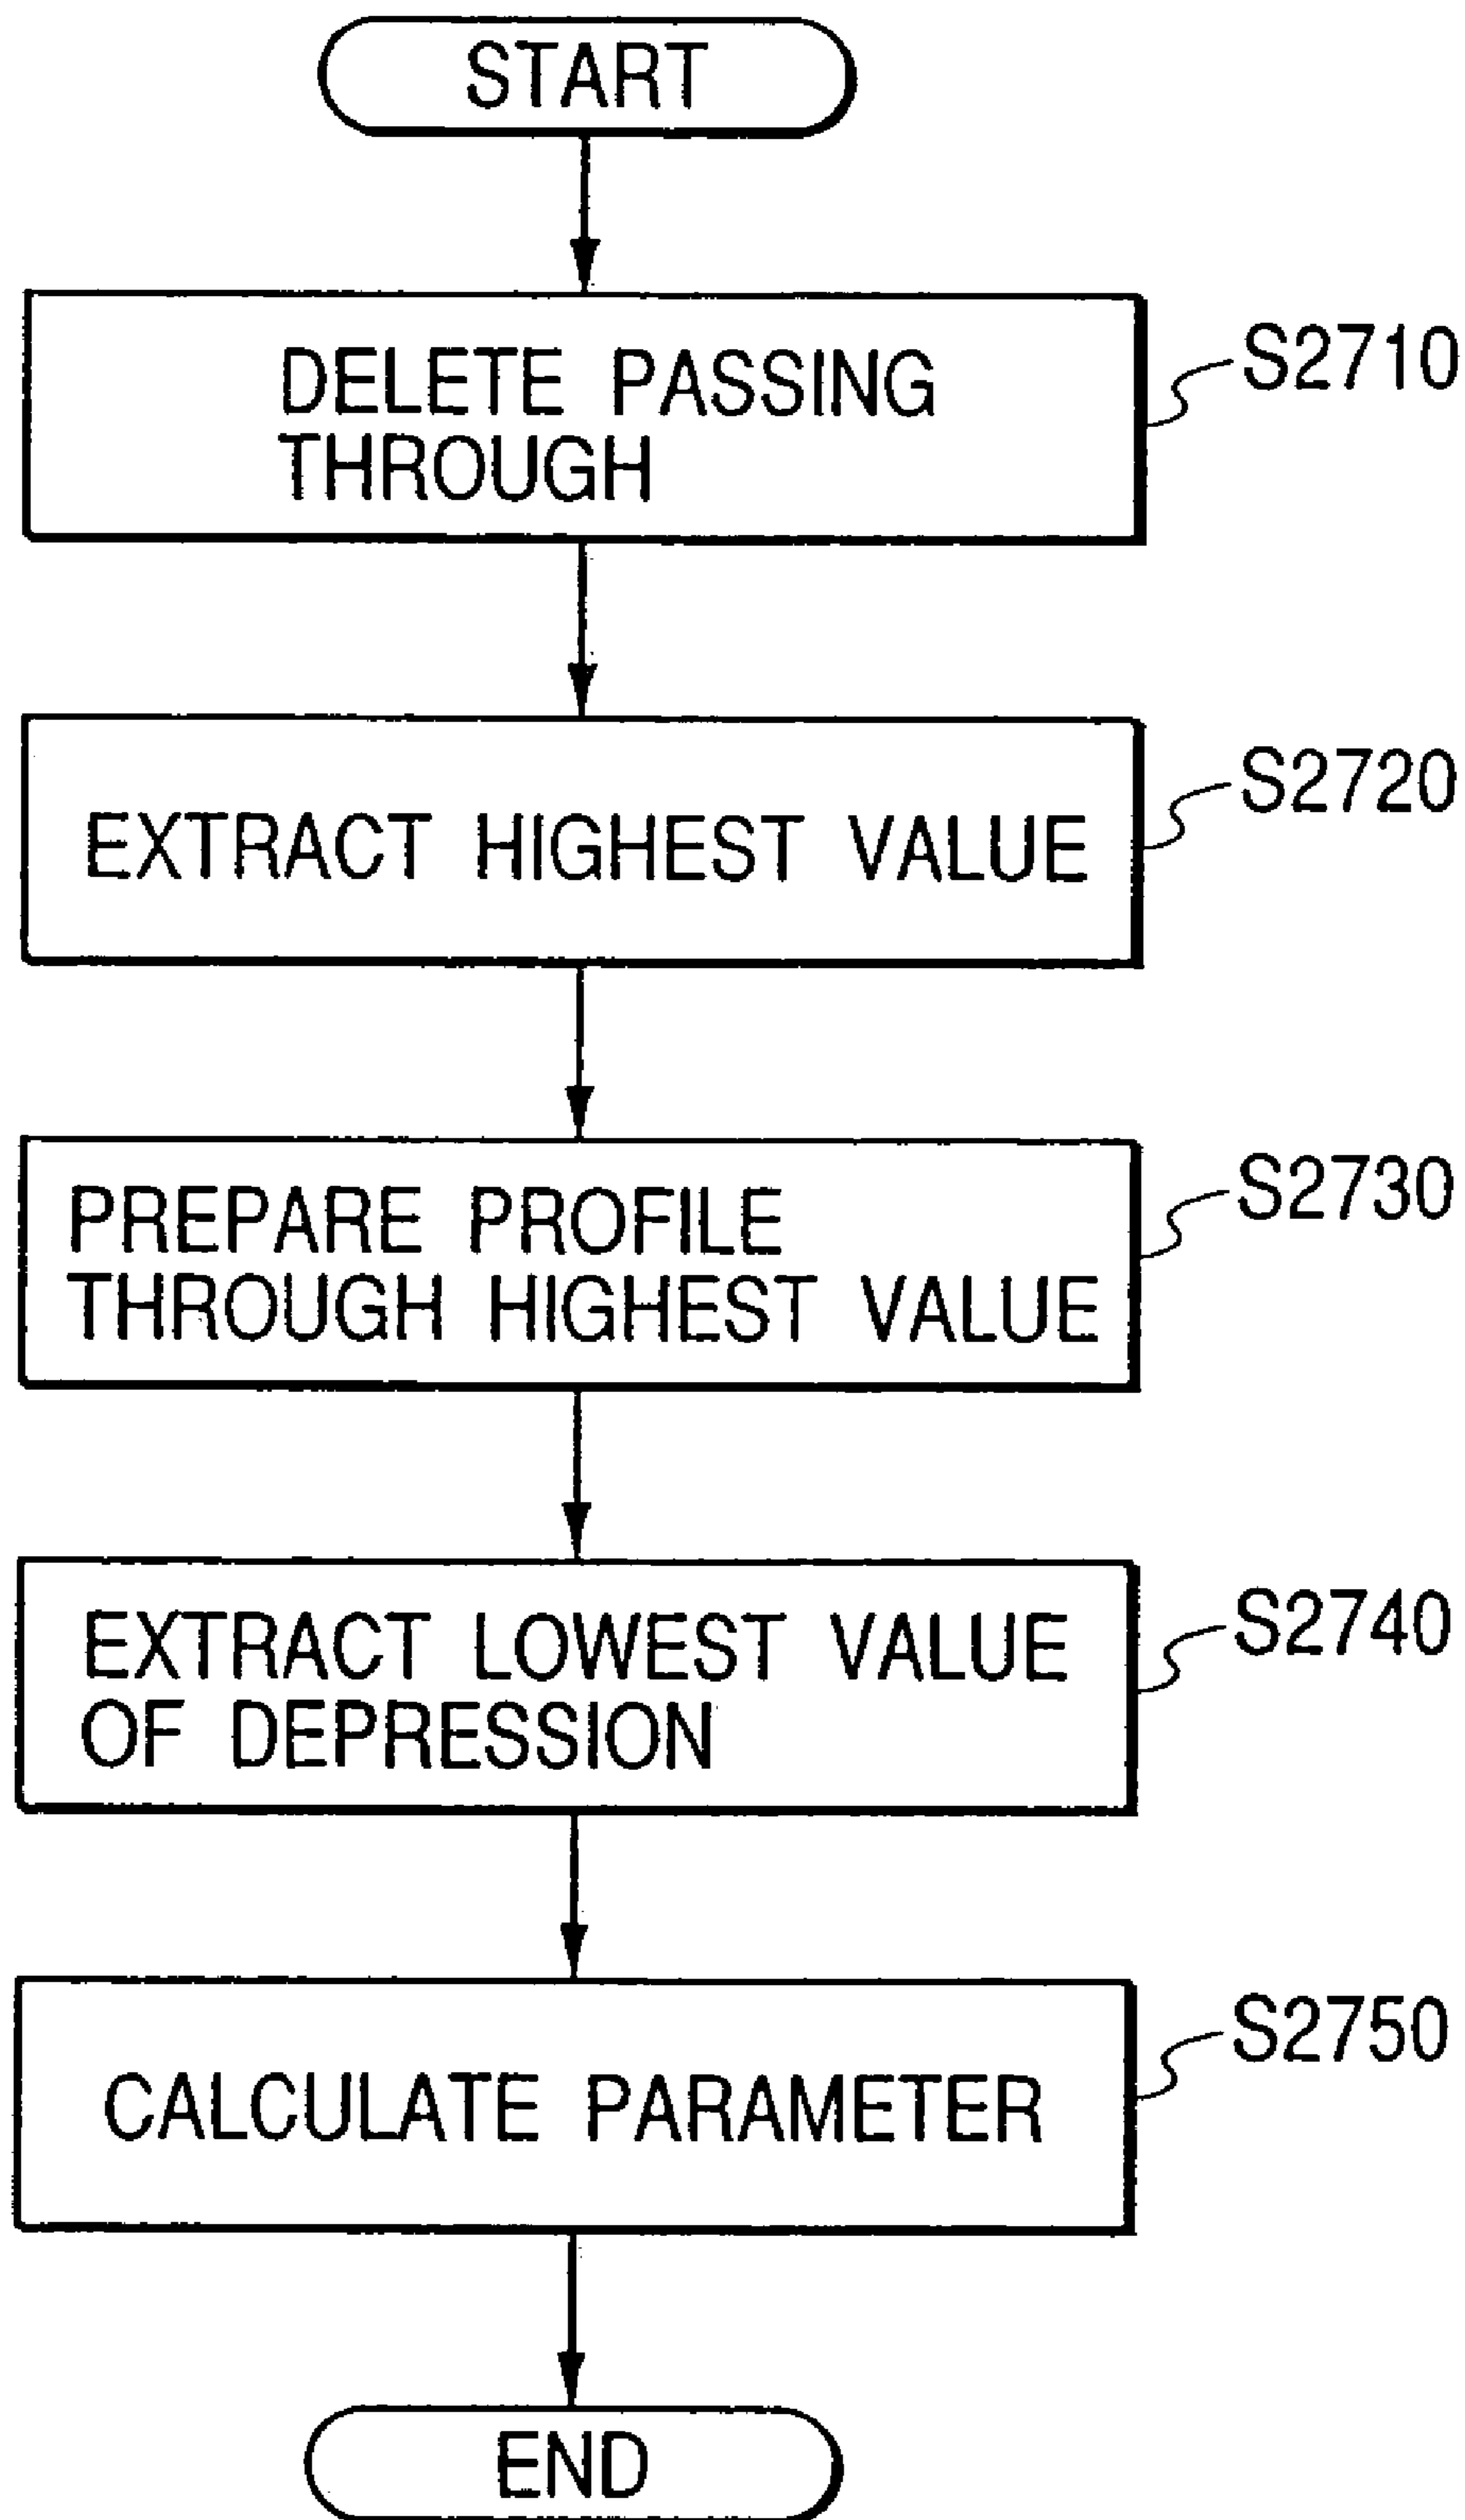 START
DELETE PASSING
THROUGH
S2710
EXTRACT HIGHEST VALUE
S2720
PREPARE PROFILE
THROUGH HIGHEST VALUE
S2730
EXTRACT LOWEST VALUE
OF DEPRESSION
S2740
CALCULATE PARAMETER
S2750
END